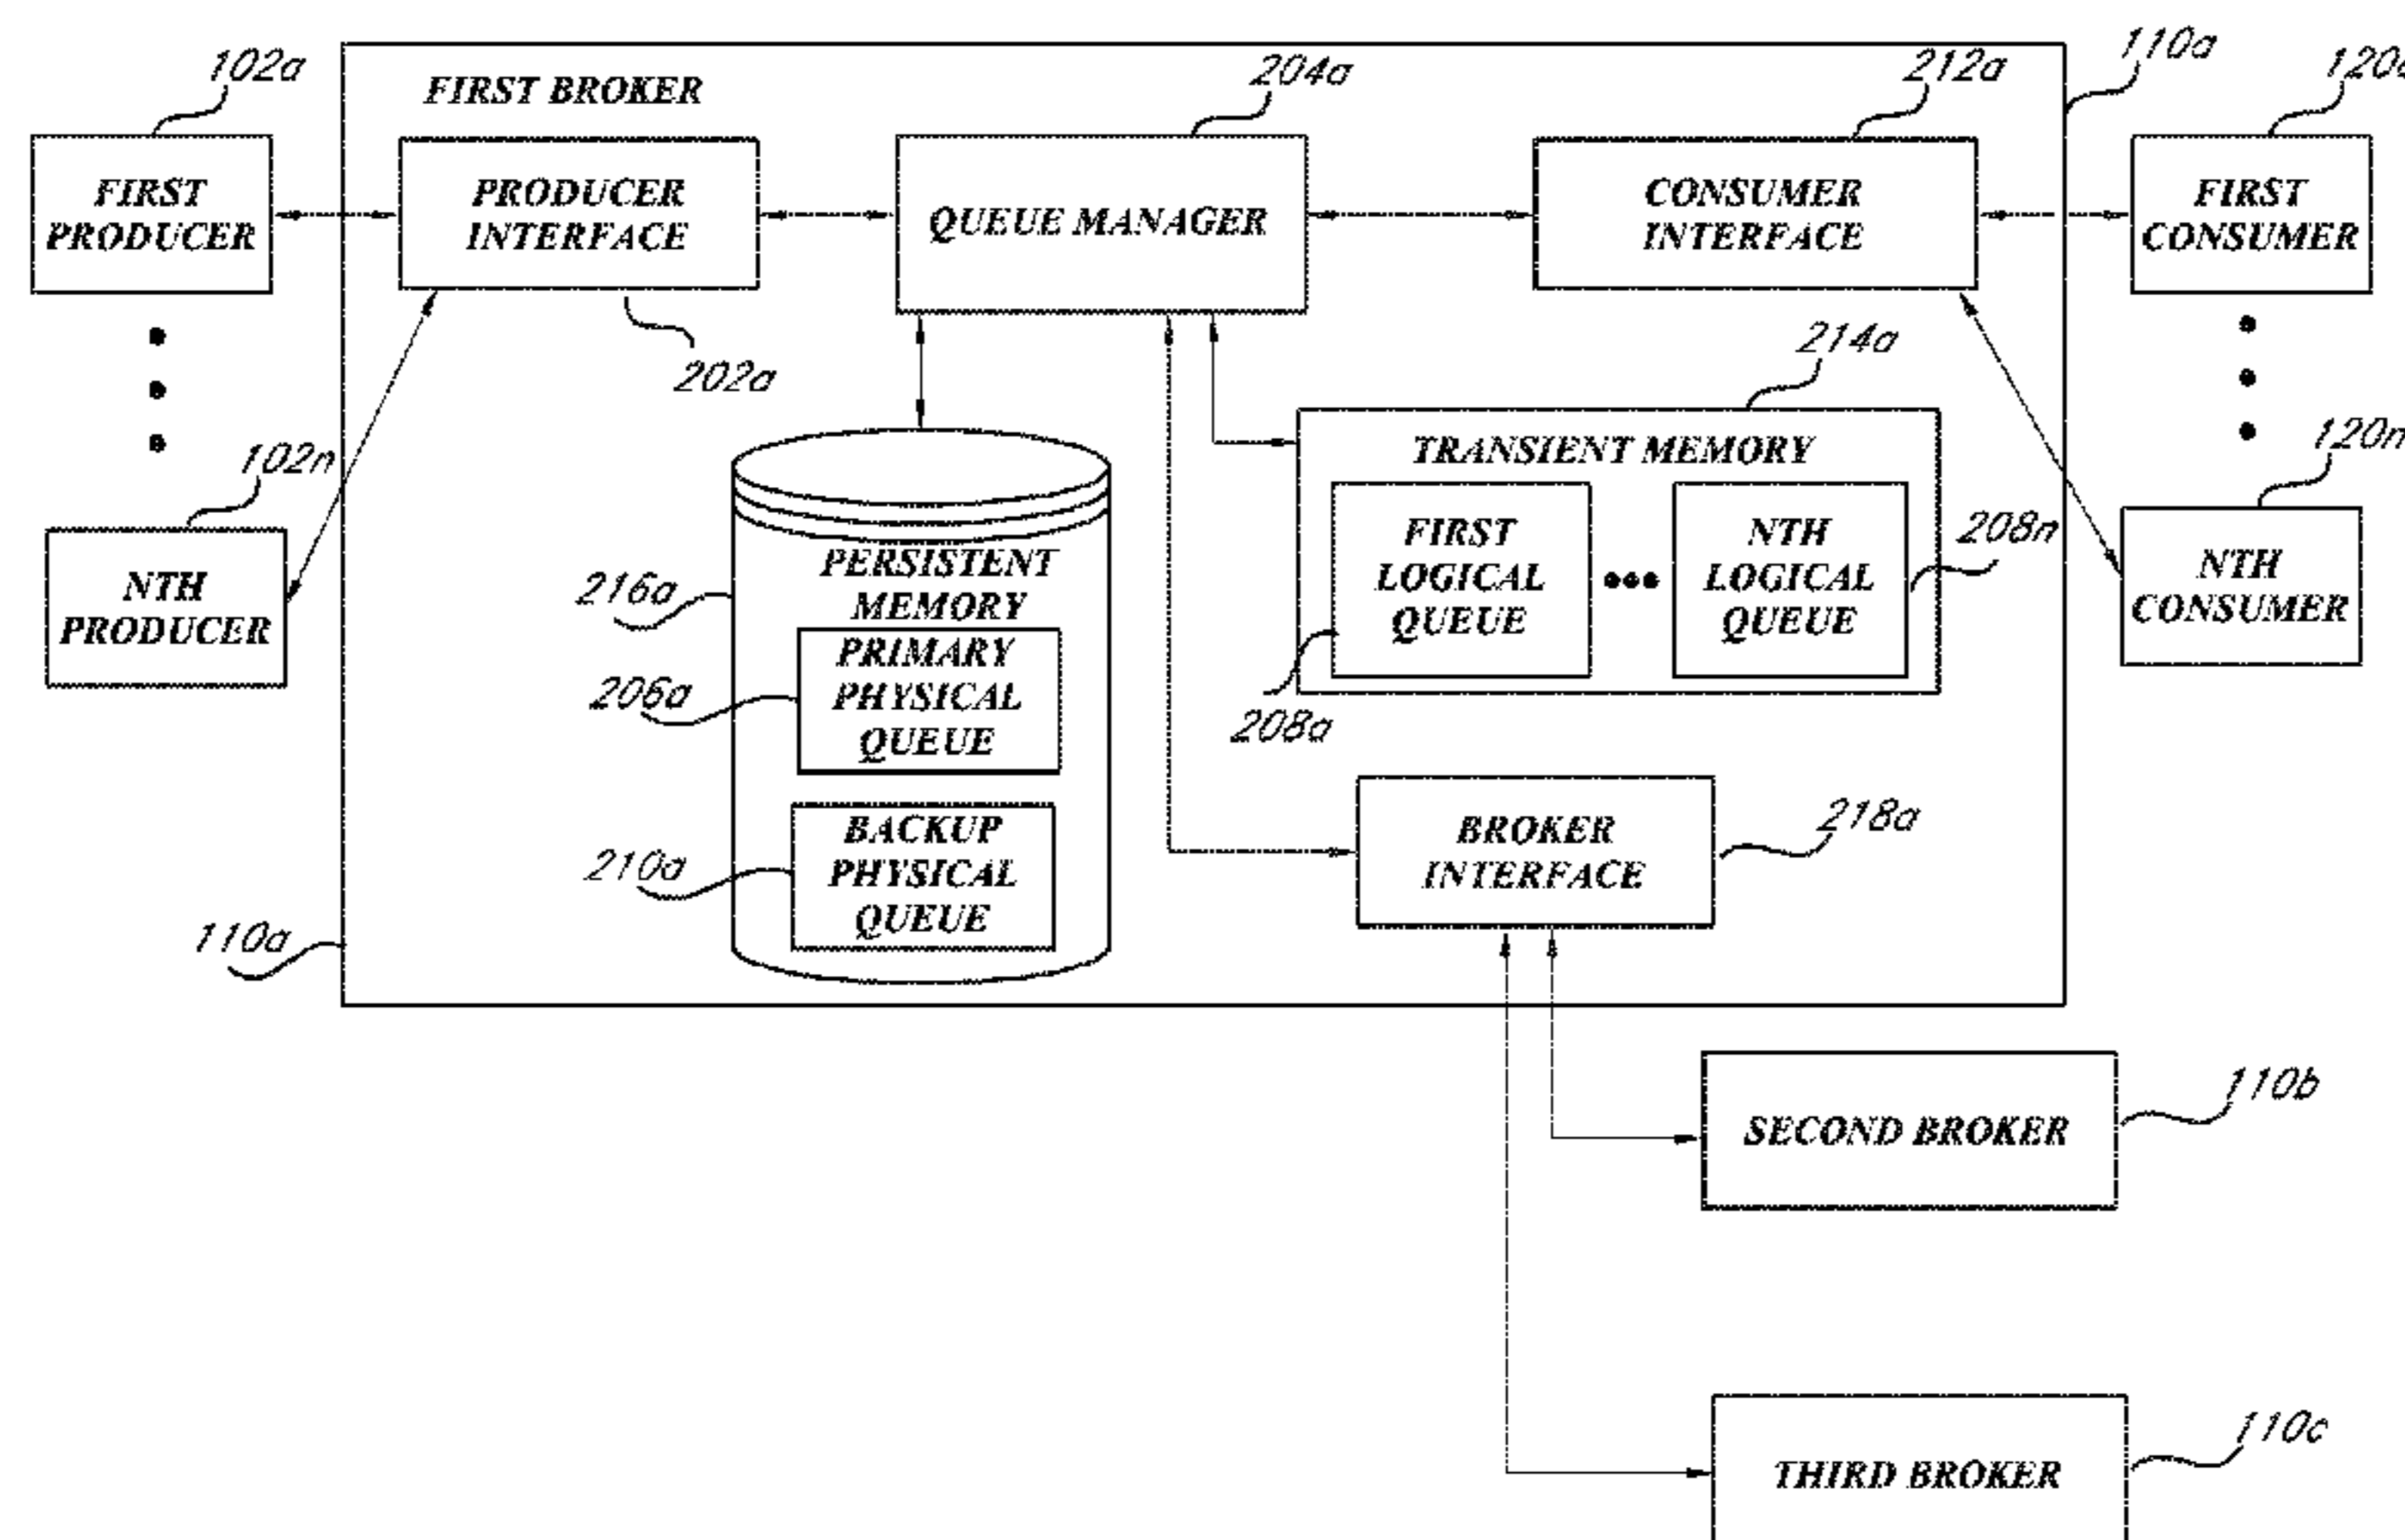 110a
102a
204a
212a
120a
FIRST BROKER
FIRST
PRODUCER
PRODUCER
INTERFACE
QUEUE MANAGER
CONSUMER
INTERFACE
FIRST
CONSUMER
202a
214a
102n
120n
TRANSIENT MEMORY
FIRST
LOGICAL
QUEUE
NTH
LOGICAL
QUEUE
208n
NTH
PRODUCER
NTH
CONSUMER
216a
PERSISTENT
MEMORY
206a
PRIMARY
PHYSICAL
QUEUE
208a
210a
BACKUP
PHYSICAL
QUEUE
BROKER
INTERFACE
218a
110a
SECOND BROKER
110b
THIRD BROKER
110c